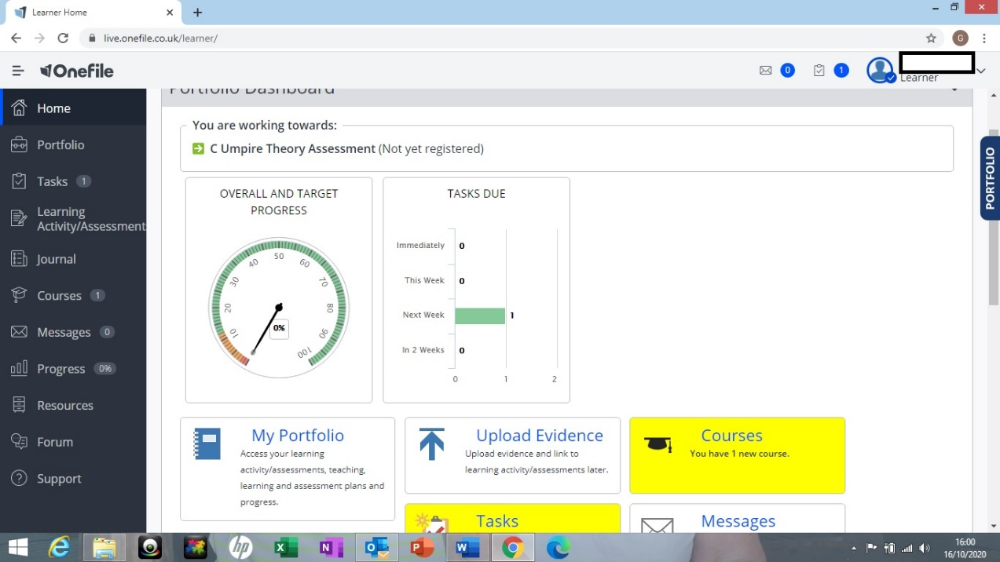 Learner Home
live.onefile.co.uk/learner/
G
Onefile
0
1
Learner
Home
Portfolio
Tasks 1
Learning
Activity/Assessment
Journal
Courses 1
Messages 0
Progress 0%
Resources
Forum
Support
Portfolio Dashboard
You are working towards:
C Umpire Theory Assessment (Not yet registered)
OVERALL AND TARGET
PROGRESS
10 20 30 40 50 60 70 80 90 100
0%
TASKS DUE
Immediately 0
This Week 0
Next Week 1
In 2 Weeks 0
0 1 2
PORTFOLIO
My Portfolio
Access your learning
activity/assessments, teaching,
learning and assessment plans and
progress.
Upload Evidence
Upload evidence and link to
learning activity/assessments later.
Courses
You have 1 new course.
Tasks
Messages
hp
16:00
16/10/2020